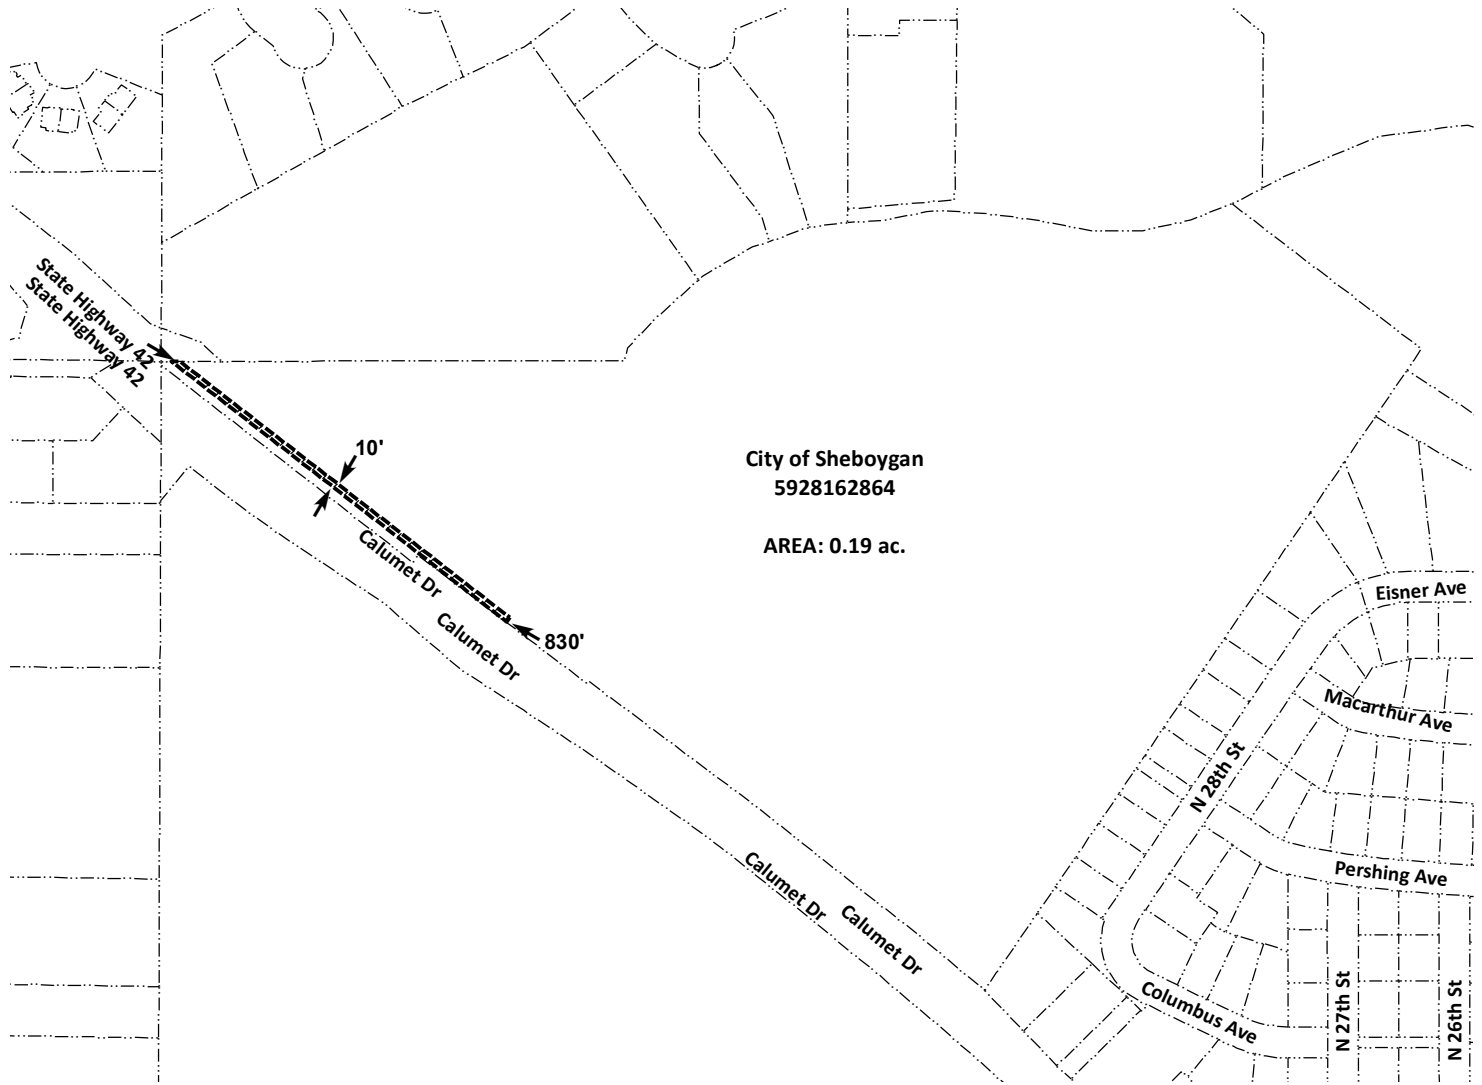 State Highway 42
State Highway 42
10'
City of Sheboygan
5928162864
AREA: 0.19 ac.
Calumet Dr
Calumet Dr
830'
Eisner Ave
Macarthur Ave
N 28th St
Pershing Ave
Calumet Dr
Calumet Dr
Columbus Ave
N 27th St
N 26th St